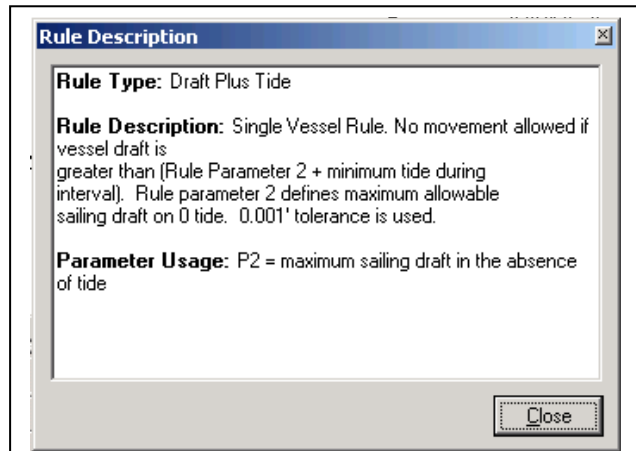 Rule Description
Rule Type: Draft Plus Tide
Rule Description: Single Vessel Rule. No movement allowed if
vessel draft is
greater than (Rule Parameter 2 + minimum tide during
interval). Rule parameter 2 defines maximum allowable
sailing draft on 0 tide. 0.001' tolerance is used.
Parameter Usage: P2 = maximum sailing draft in the absence
of tide
Close